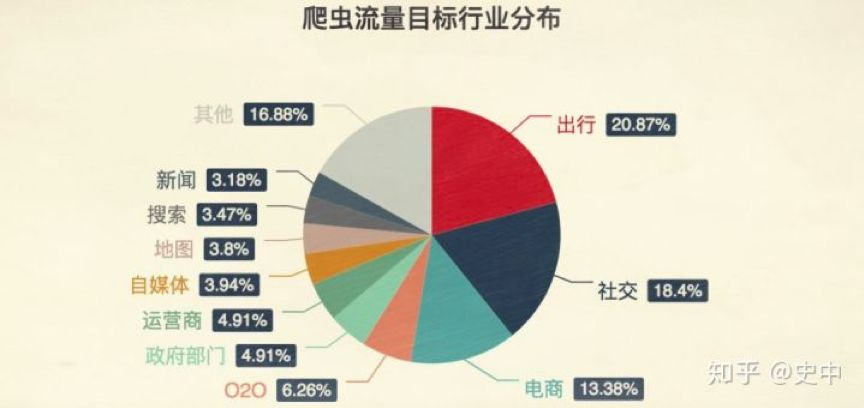 爬虫流量目标行业分布
其他 16.88%
出行 20.87%
新闻 3.18%
搜索 3.47%
地图 3.8%
自媒体 3.94%
社交 18.4%
运营商 4.91%
政府部门 4.91%
O2O 6.26%
电商 13.38%
知乎 @史中